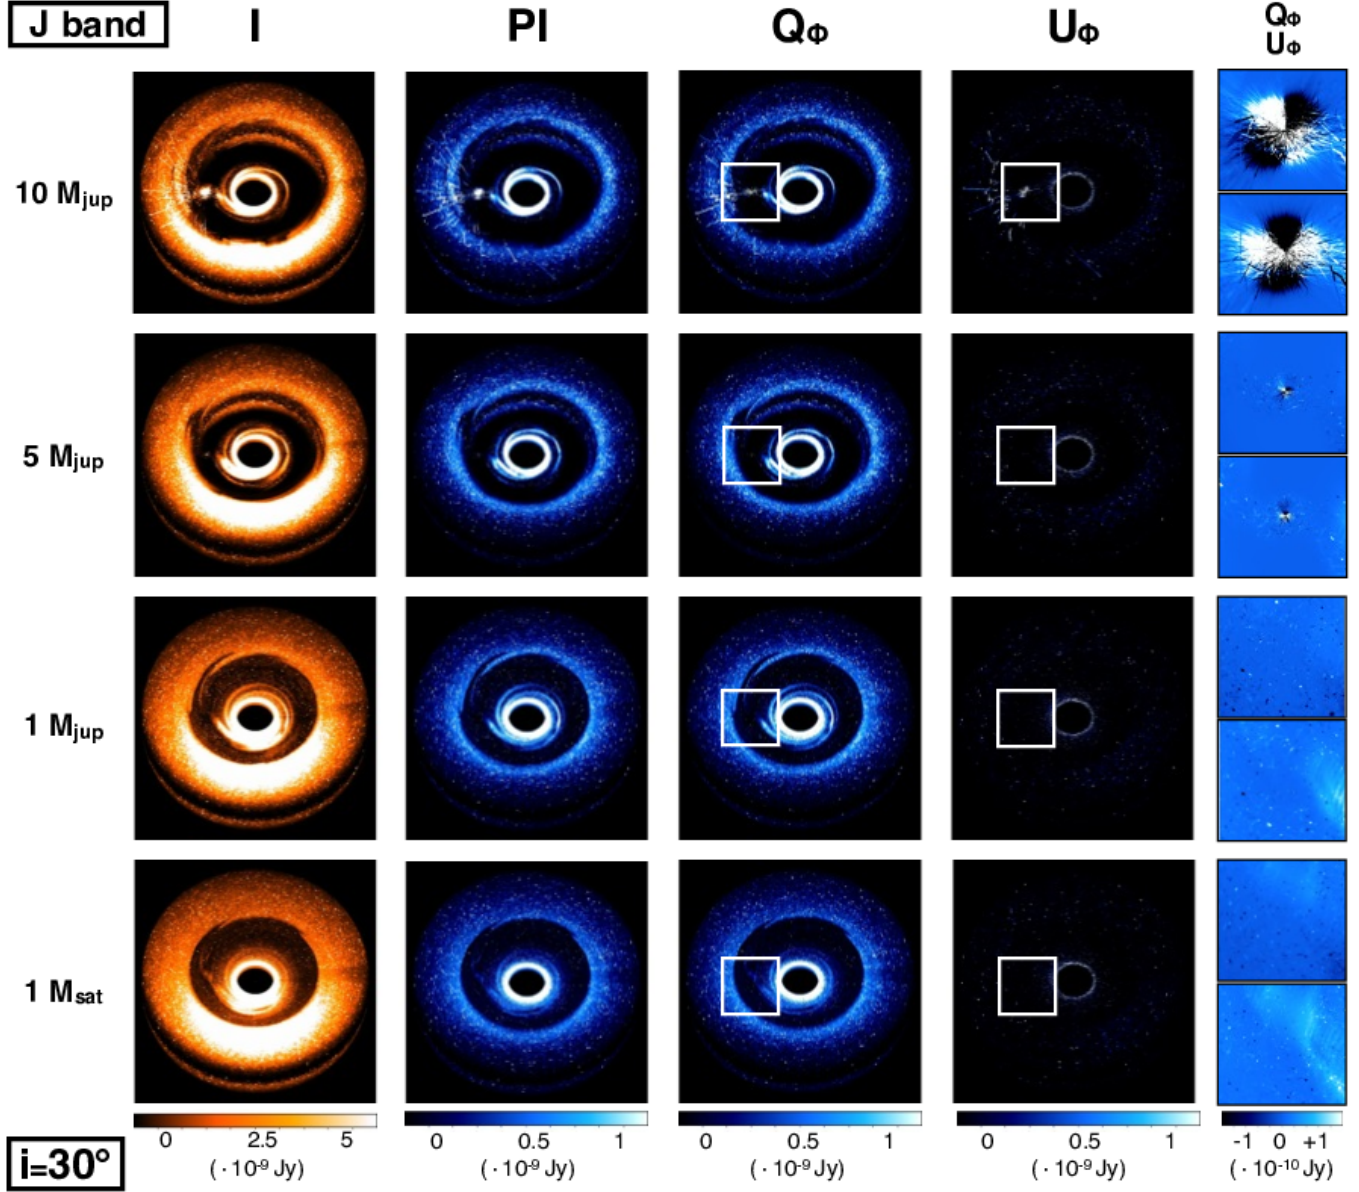 J band
I
PI
QΦ
UΦ
QΦ
UΦ
10 Mjup
5 Mjup
1 Mjup
1 Msat
i=30°
0 2.5 5
(·10-9 Jy)
0 0.5 1
(·10-9 Jy)
0 0.5 1
(·10-9 Jy)
0 0.5 1
(·10-9 Jy)
-1 0 +1
(·10-10 Jy)